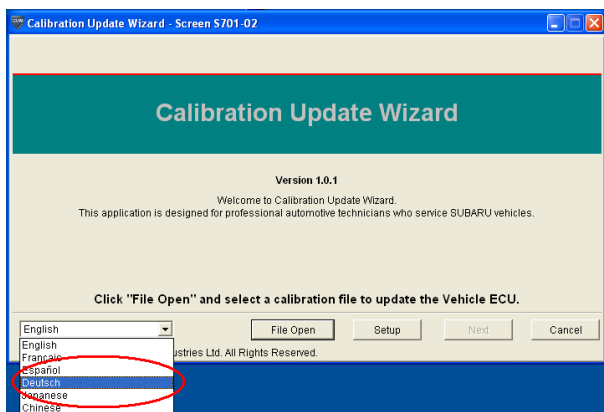 Calibration Update Wizard - Screen S701-02
Calibration Update Wizard
Version 1.0.1
Welcome to Calibration Update Wizard.
This application is designed for professional automotive technicians who service SUBARU vehicles.
Click "File Open" and select a calibration file to update the Vehicle ECU.
English File Open Setup Next Cancel
English
Français ustries Ltd. All Rights Reserved.
Español
Deutsch
Japanese
Chinese